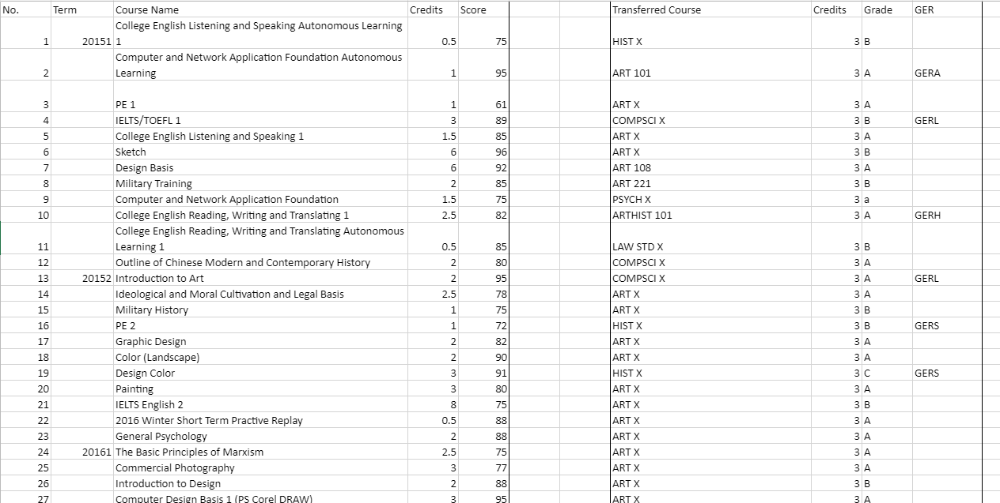 No. Term Course Name Credits Score Transferred Course Credits Grade GER
College English Listening and Speaking Autonomous Learning
1 20151 1 0.5 75 HIST X 3 B
Computer and Network Application Foundation Autonomous
2 Learning 1 95 ART 101 3 A GERA
3 PE 1 1 61 ART X 3 A
4 IELTS/TOEFL 1 3 89 COMPSCI X 3 B GERL
5 College English Listening and Speaking 1 1.5 85 ART X 3 A
6 Sketch 6 96 ART X 3 B
7 Design Basis 6 92 ART 108 3 A
8 Military Training 2 85 ART 221 3 B
9 Computer and Network Application Foundation 1.5 75 PSYCH X 3 a
10 College English Reading, Writing and Translating 1 2.5 82 ARTHIST 101 3 A GERH
College English Reading, Writing and Translating Autonomous
11 Learning 1 0.5 85 LAW STD X 3 B
12 Outline of Chinese Modern and Contemporary History 2 80 COMPSCI X 3 A
13 20152 Introduction to Art 2 95 COMPSCI X 3 A GERL
14 Ideological and Moral Cultivation and Legal Basis 2.5 78 ART X 3 A
15 Military History 1 75 ART X 3 B
16 PE 2 1 72 HIST X 3 B GERS
17 Graphic Design 2 82 ART X 3 A
18 Color (Landscape) 2 90 ART X 3 A
19 Design Color 3 91 HIST X 3 C GERS
20 Painting 3 80 ART X 3 A
21 IELTS English 2 8 75 ART X 3 B
22 2016 Winter Short Term Practive Replay 0.5 88 ART X 3 A
23 General Psychology 2 88 ART X 3 A
24 20161 The Basic Principles of Marxism 2.5 75 ART X 3 A
25 Commercial Photography 3 77 ART X 3 A
26 Introduction to Design 2 88 ART X 3 B
27 Computer Design Basis 1 (PS Corel DRAW) 3 95 ART X 3 A